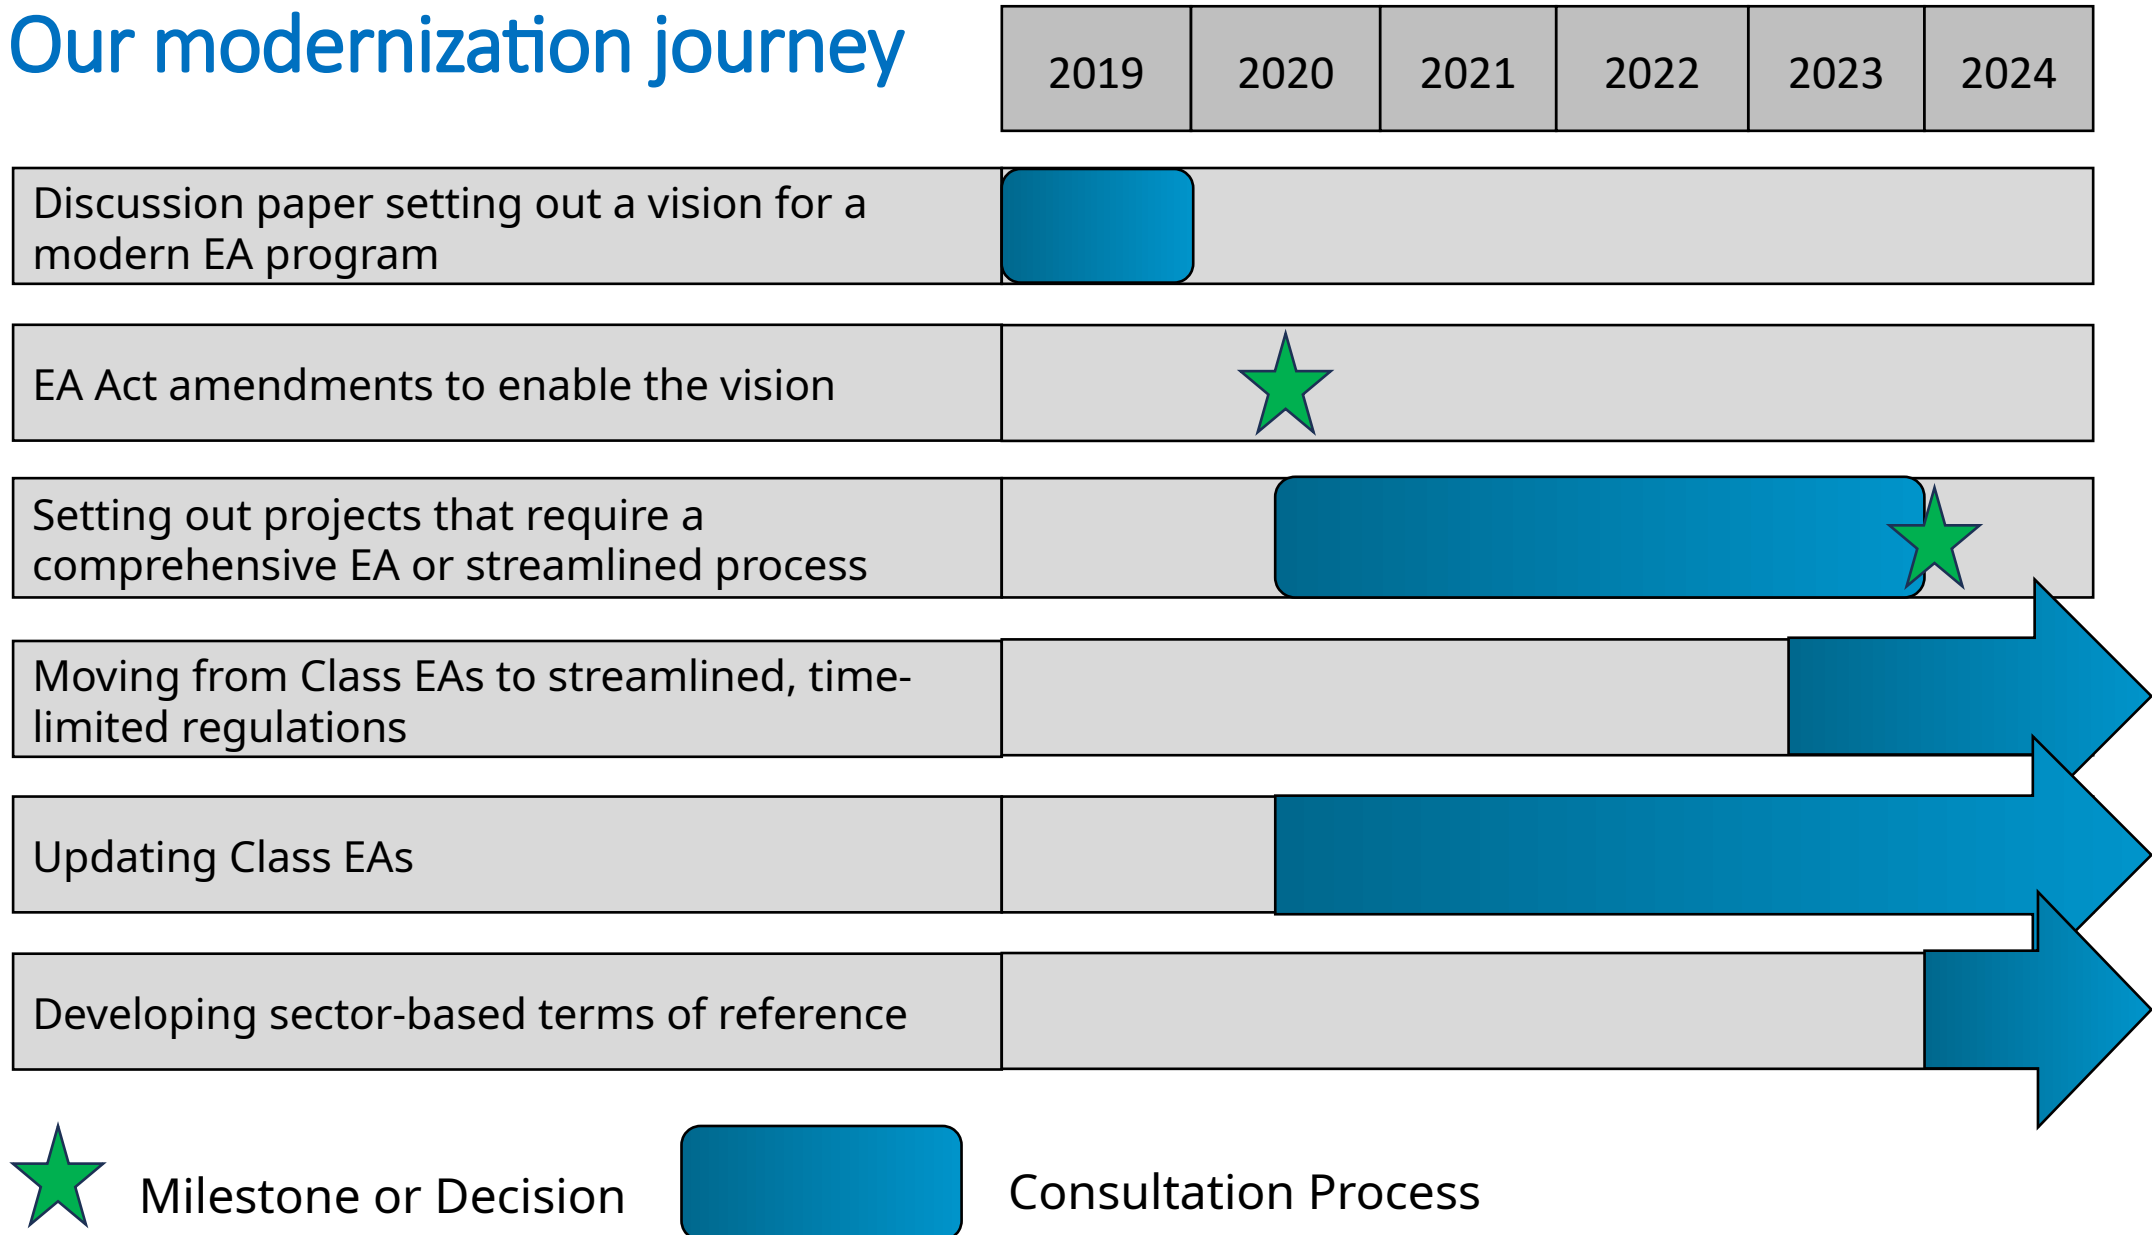 Our modernization journey
2019 2020 2021 2022 2023 2024
Discussion paper setting out a vision for a
modern EA program
EA Act amendments to enable the vision
Setting out projects that require a
comprehensive EA or streamlined process
Moving from Class EAs to streamlined, time-
limited regulations
Updating Class EAs
Developing sector-based terms of reference
Milestone or Decision
Consultation Process